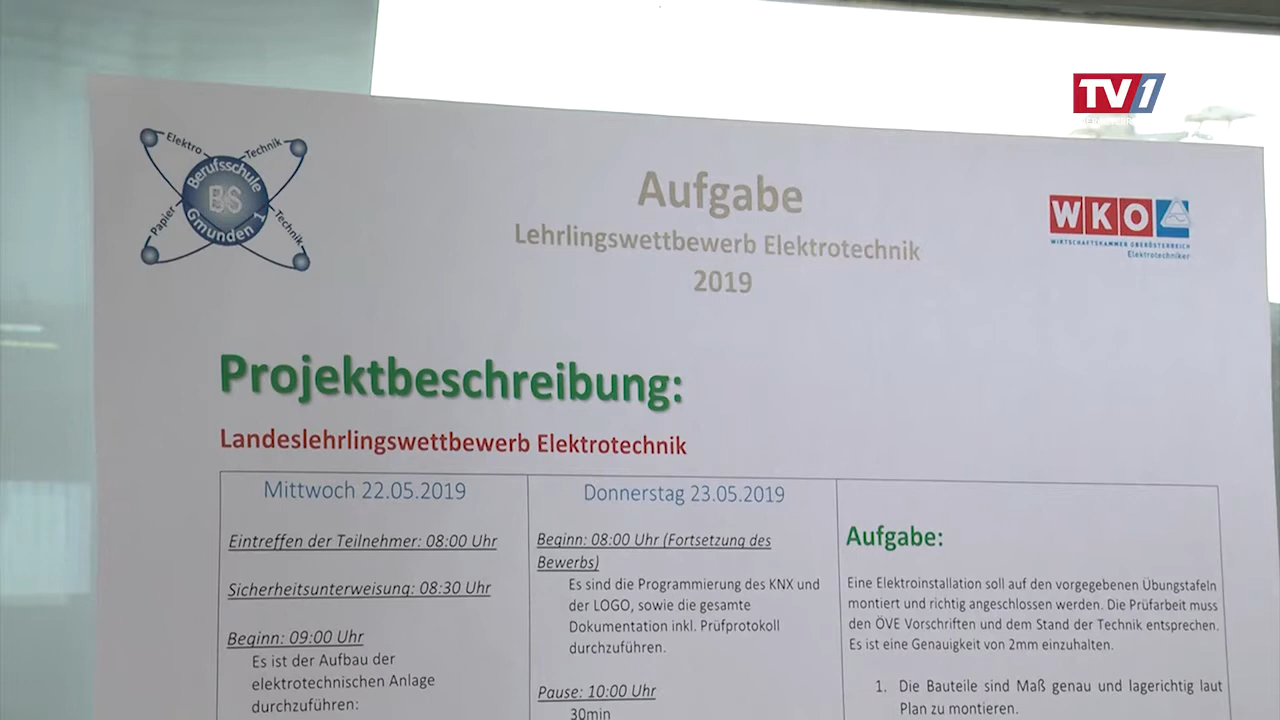 TV1
Elektro Technik
Berufsschule
BS
Gmunden 1
Papier Technik
Aufgabe
Lehrlingswettbewerb Elektrotechnik
2019
WKO
WIRTSCHAFTSKAMMER OBERÖSTERREICH
Elektrotechniker
Projektbeschreibung:
Landeslehrlingswettbewerb Elektrotechnik
Mittwoch 22.05.2019
Eintreffen der Teilnehmer: 08:00 Uhr
Sicherheitsunterweisung: 08:30 Uhr
Beginn: 09:00 Uhr
Es ist der Aufbau der
elektrotechnischen Anlage
durchzuführen:
Donnerstag 23.05.2019
Beginn: 08:00 Uhr (Fortsetzung des
Bewerbs)
Es sind die Programmierung des KNX und
der LOGO, sowie die gesamte
Dokumentation inkl. Prüfprotokoll
durchzuführen.
Pause: 10:00 Uhr
30min
Aufgabe:
Eine Elektroinstallation soll auf den vorgegebenen Übungstafeln
montiert und richtig angeschlossen werden. Die Prüfarbeit muss
den ÖVE Vorschriften und dem Stand der Technik entsprechen.
Es ist eine Genauigkeit von 2mm einzuhalten.
1. Die Bauteile sind Maß genau und lagerichtig laut
Plan zu montieren.